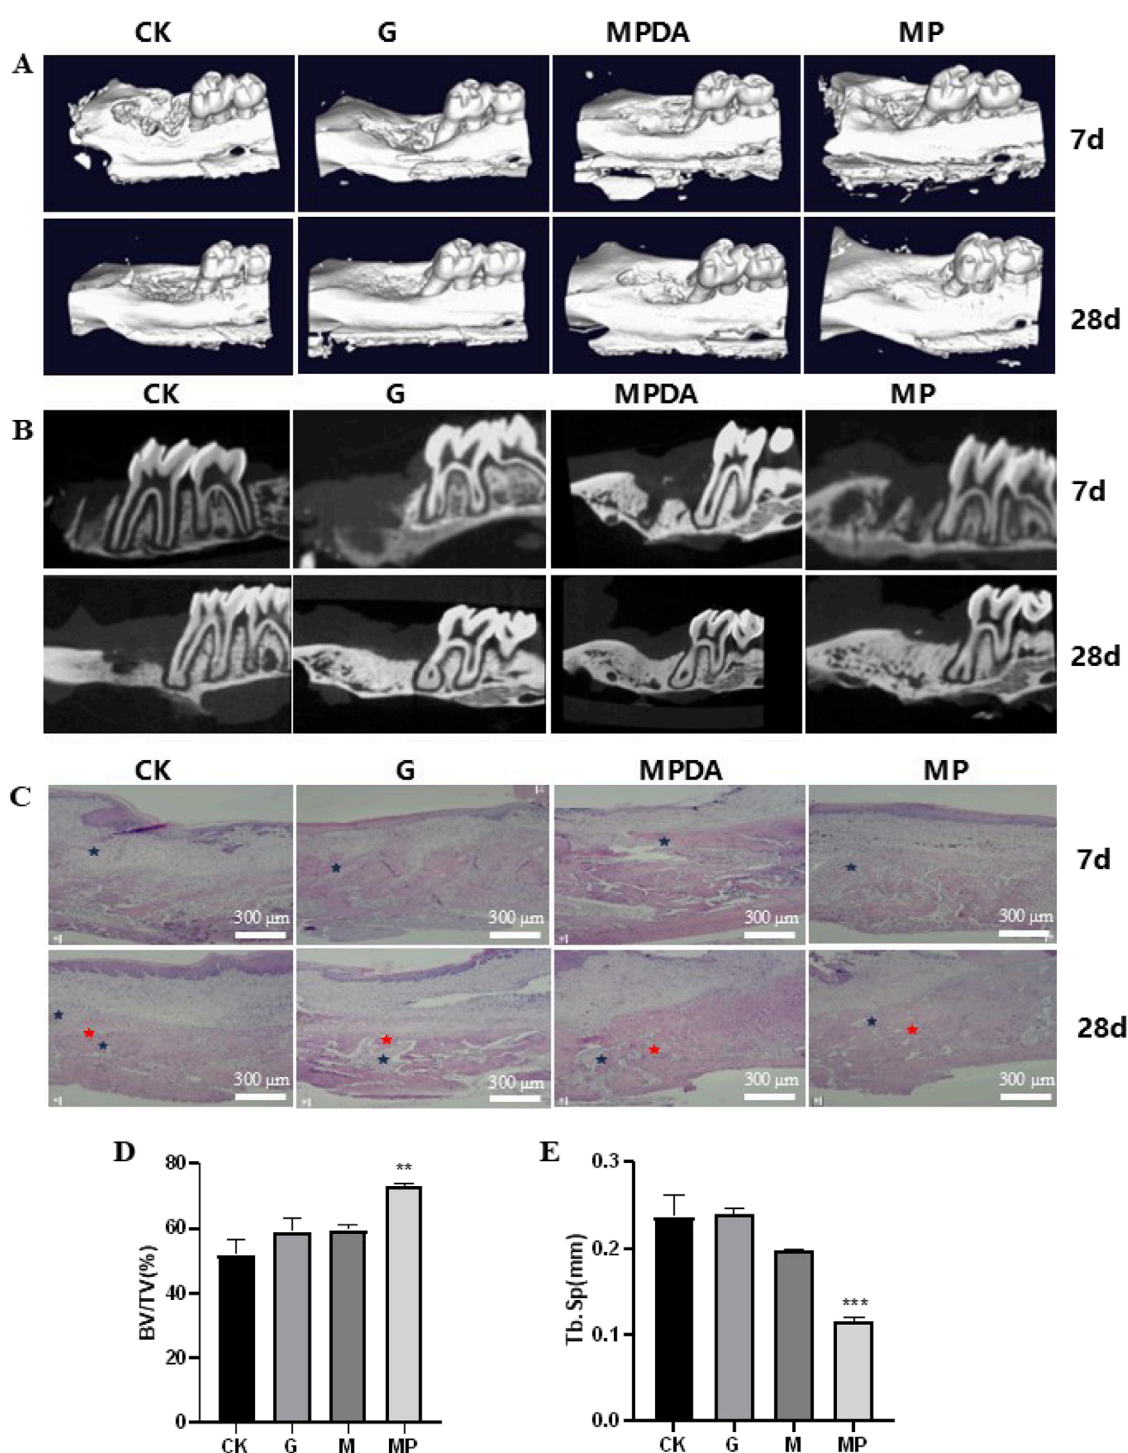 CK G MPDA MP
A
7d
28d
CK G MPDA MP
B
7d
28d
CK G MPDA MP
C
7d
300 μm 300 μm 300 μm 300 μm
28d
300 μm 300 μm 300 μm 300 μm
D
BV/TV(%)
80
60
40
20
0
**
CK G M MP
E
Tb.Sp(mm)
0.3
0.2
0.1
0.0
***
CK G M MP